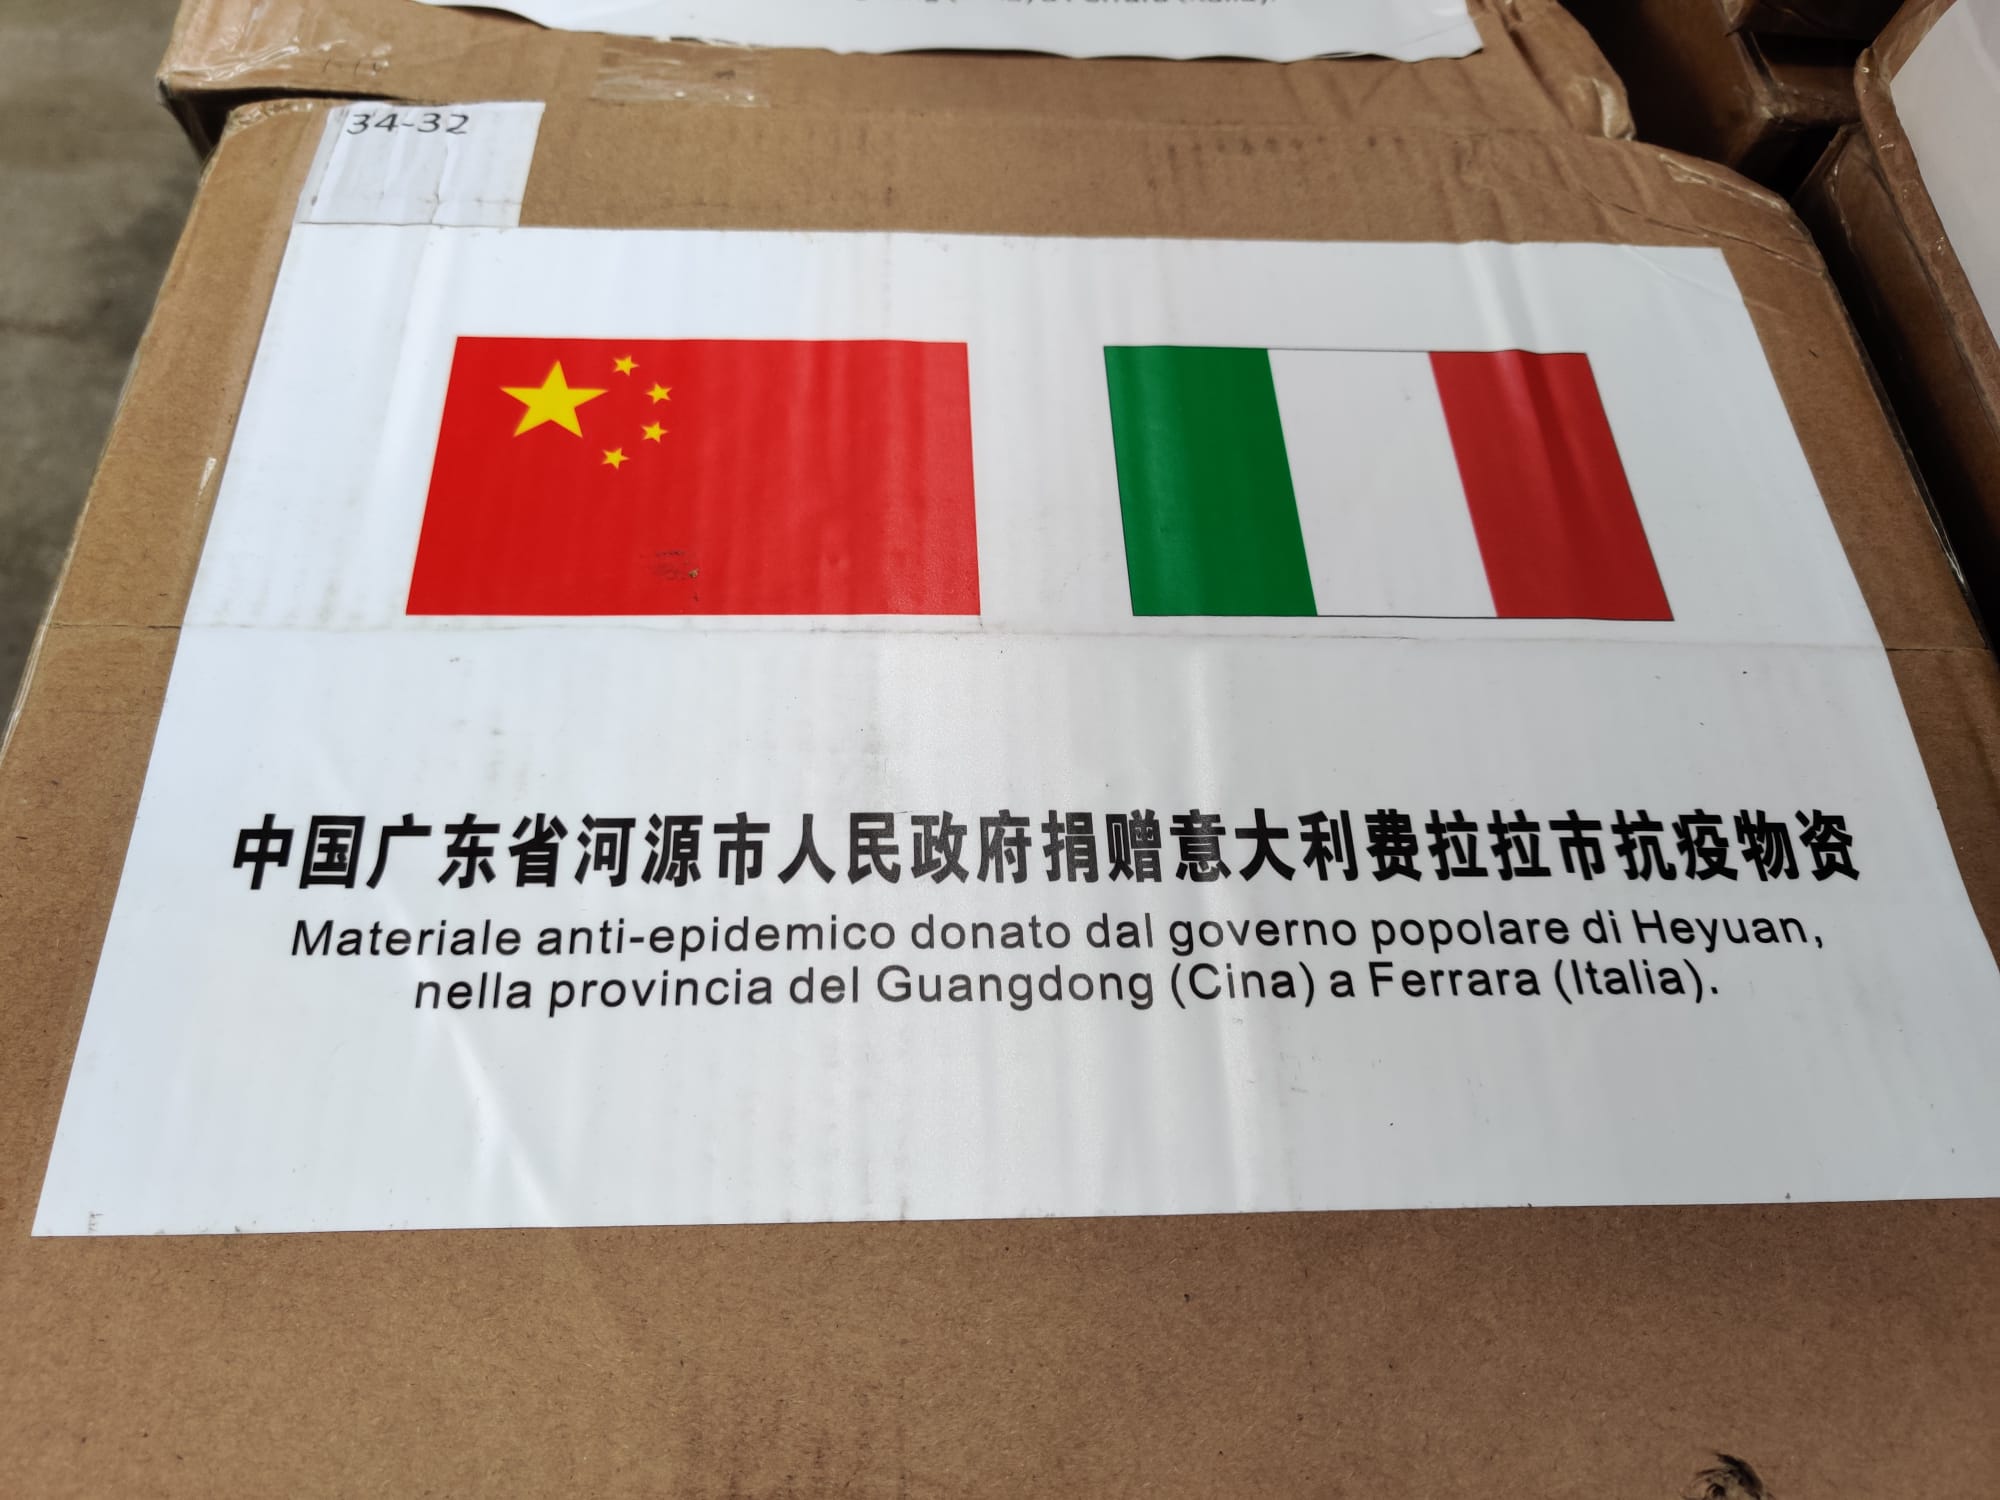 34-32
中国广东省河源市人民政府捐赠意大利费拉拉市抗疫物资
Materiale anti-epidemico donato dal governo popolare di Heyuan,
nella provincia del Guangdong (Cina) a Ferrara (Italia).